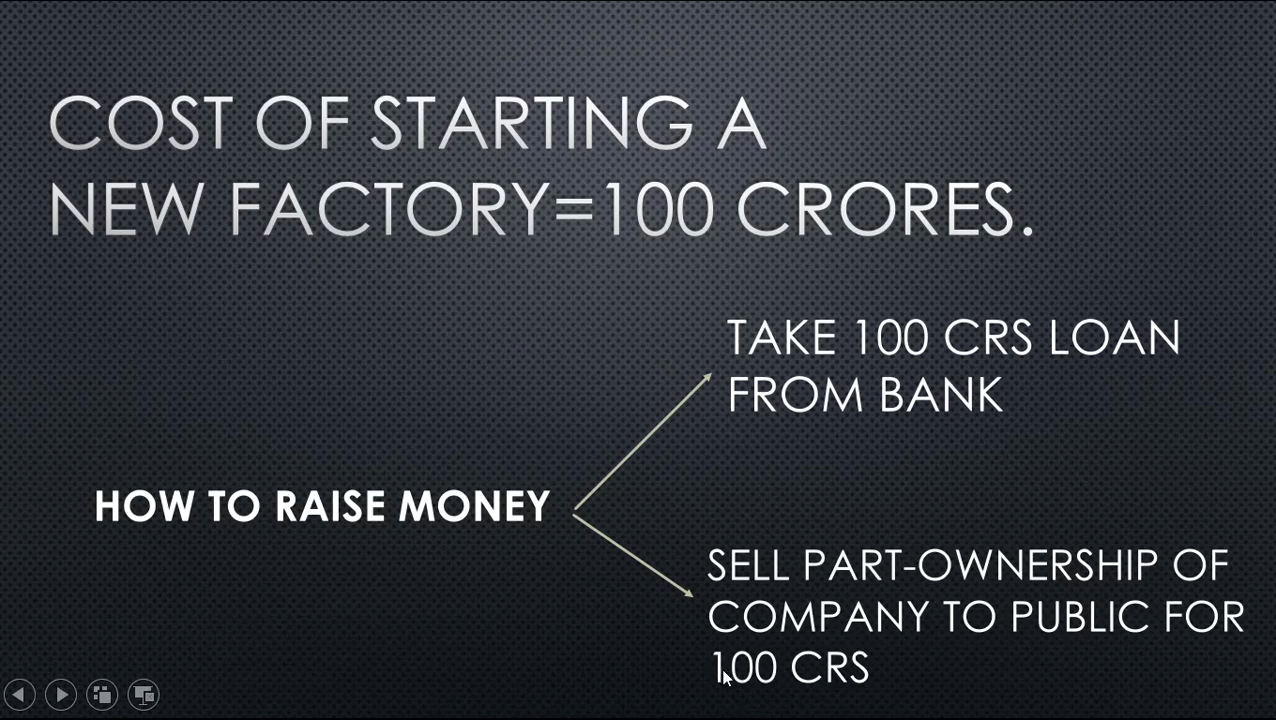 COST OF STARTING A
NEW FACTORY=100 CRORES.
TAKE 100 CRS LOAN
FROM BANK
HOW TO RAISE MONEY
SELL PART-OWNERSHIP OF
COMPANY TO PUBLIC FOR
100 CRS